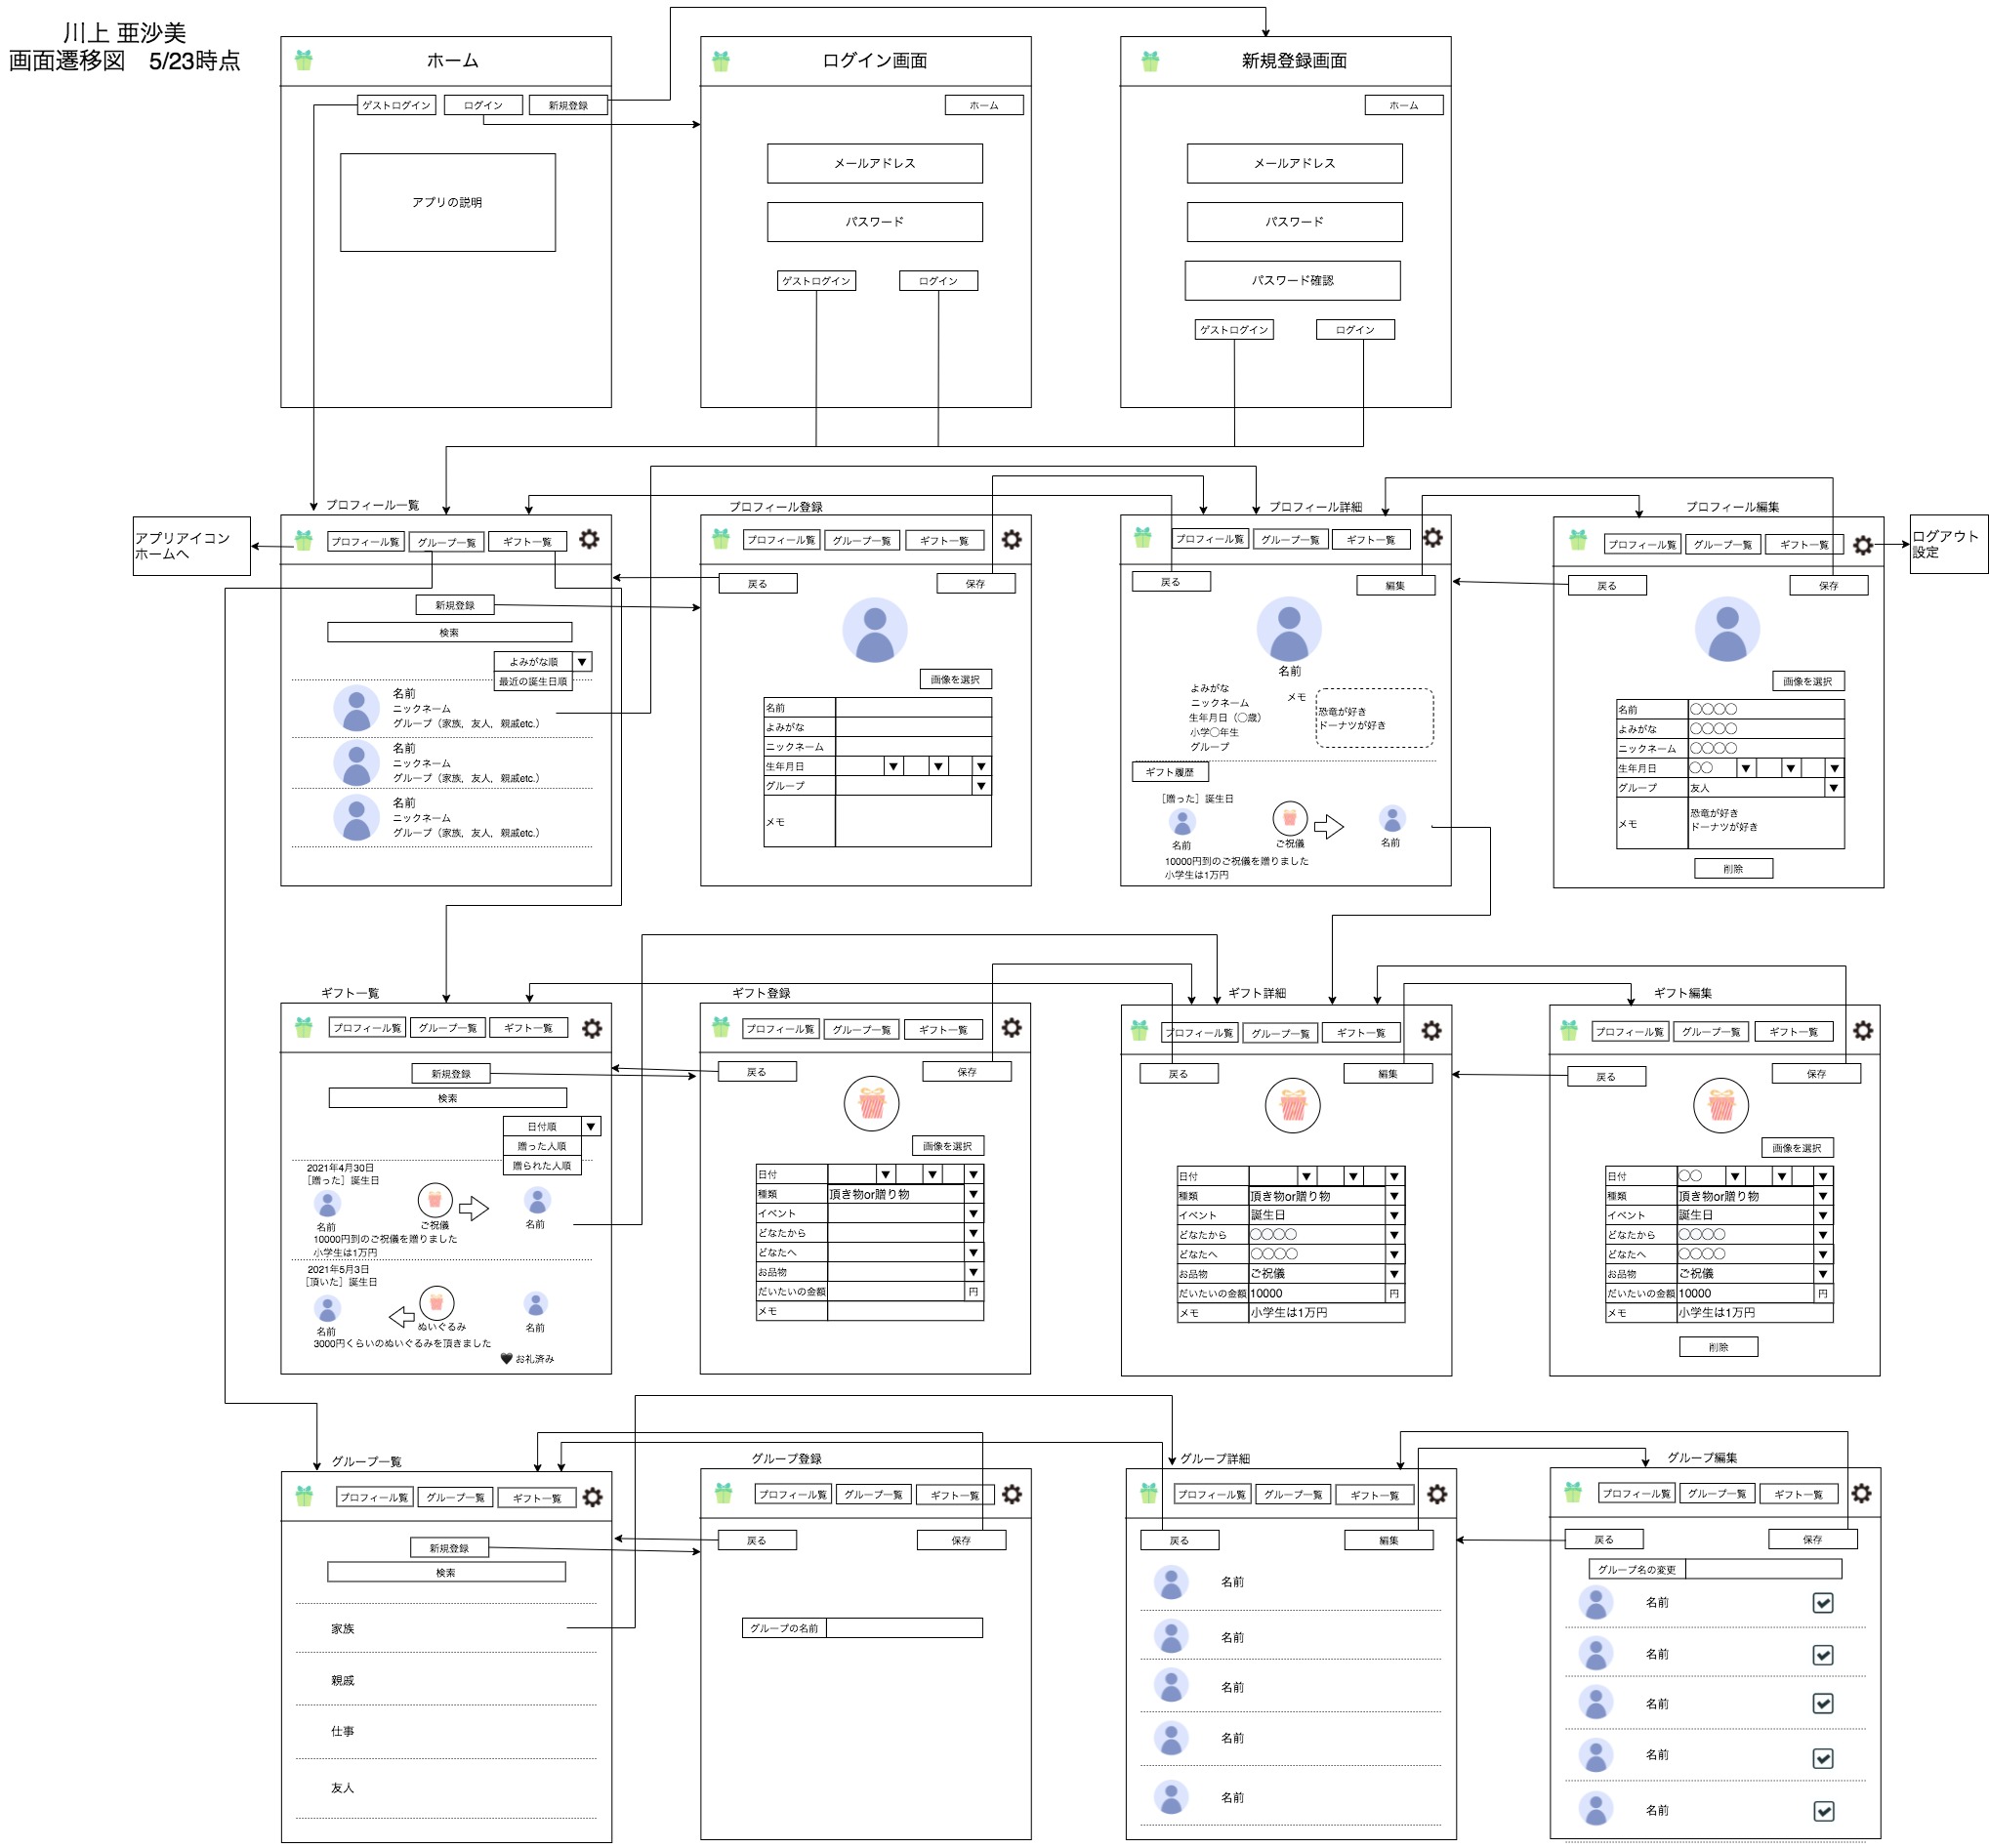 川上 亜沙美
画面遷移図　5/23時点
ホーム
ゲストログイン
ログイン
新規登録
アプリの説明
ログイン画面
ホーム
メールアドレス
パスワード
ゲストログイン
ログイン
新規登録画面
ホーム
メールアドレス
パスワード
パスワード確認
ゲストログイン
ログイン
アプリアイコン
ホームへ
プロフィール一覧
プロフィール覧
グループ一覧
ギフト一覧
新規登録
検索
よみがな順
▼
最近の誕生日順
名前
ニックネーム
グループ（家族，友人，親戚etc.）
名前
ニックネーム
グループ（家族，友人，親戚etc.）
名前
ニックネーム
グループ（家族，友人，親戚etc.）
プロフィール登録
プロフィール覧
グループ一覧
ギフト一覧
戻る
保存
画像を選択
名前
よみがな
ニックネーム
生年月日 ▼ ▼ ▼
グループ ▼
メモ
プロフィール詳細
プロフィール覧
グループ一覧
ギフト一覧
戻る
編集
名前
よみがな
ニックネーム
生年月日（〇歳）
小学〇年生
グループ
メモ
恐竜が好き
ドーナツが好き
ギフト履歴
［贈った］誕生日
名前
ご祝儀
名前
10000円到のご祝儀を贈りました
小学生は1万円
プロフィール編集
プロフィール覧
グループ一覧
ギフト一覧
ログアウト
設定
戻る
保存
画像を選択
名前 〇〇〇〇
よみがな 〇〇〇〇
ニックネーム 〇〇〇〇
生年月日 〇〇 ▼ ▼ ▼
グループ 友人 ▼
メモ
恐竜が好き
ドーナツが好き
削除
ギフト一覧
プロフィール覧
グループ一覧
ギフト一覧
新規登録
検索
日付順
▼
贈った人順
贈られた人順
2021年4月30日
［贈った］誕生日
名前
ご祝儀
名前
10000円到のご祝儀を贈りました
小学生は1万円
2021年5月3日
［頂いた］誕生日
名前
ぬいぐるみ
名前
3000円くらいのぬいぐるみを頂きました
🖤お礼済み
ギフト登録
プロフィール覧
グループ一覧
ギフト一覧
戻る
保存
画像を選択
日付 ▼ ▼ ▼
種類 頂き物or贈り物 ▼
イベント ▼
どなたから ▼
どなたへ ▼
お品物 ▼
だいたいの金額 円
メモ
ギフト詳細
プロフィール覧
グループ一覧
ギフト一覧
戻る
編集
日付 ▼ ▼ ▼
種類 頂き物or贈り物 ▼
イベント 誕生日 ▼
どなたから 〇〇〇〇 ▼
どなたへ 〇〇〇〇 ▼
お品物 ご祝儀 ▼
だいたいの金額 10000 円
メモ 小学生は1万円
ギフト編集
プロフィール覧
グループ一覧
ギフト一覧
戻る
保存
画像を選択
日付 〇〇 ▼ ▼ ▼
種類 頂き物or贈り物 ▼
イベント 誕生日 ▼
どなたから 〇〇〇〇 ▼
どなたへ 〇〇〇〇 ▼
お品物 ご祝儀 ▼
だいたいの金額 10000 円
メモ 小学生は1万円
削除
グループ一覧
プロフィール覧
グループ一覧
ギフト一覧
新規登録
検索
家族
親戚
仕事
友人
グループ登録
プロフィール覧
グループ一覧
ギフト一覧
戻る
保存
グループの名前
グループ詳細
プロフィール覧
グループ一覧
ギフト一覧
戻る
編集
名前
名前
名前
名前
名前
グループ編集
プロフィール覧
グループ一覧
ギフト一覧
戻る
保存
グループ名の変更
名前
名前
名前
名前
名前